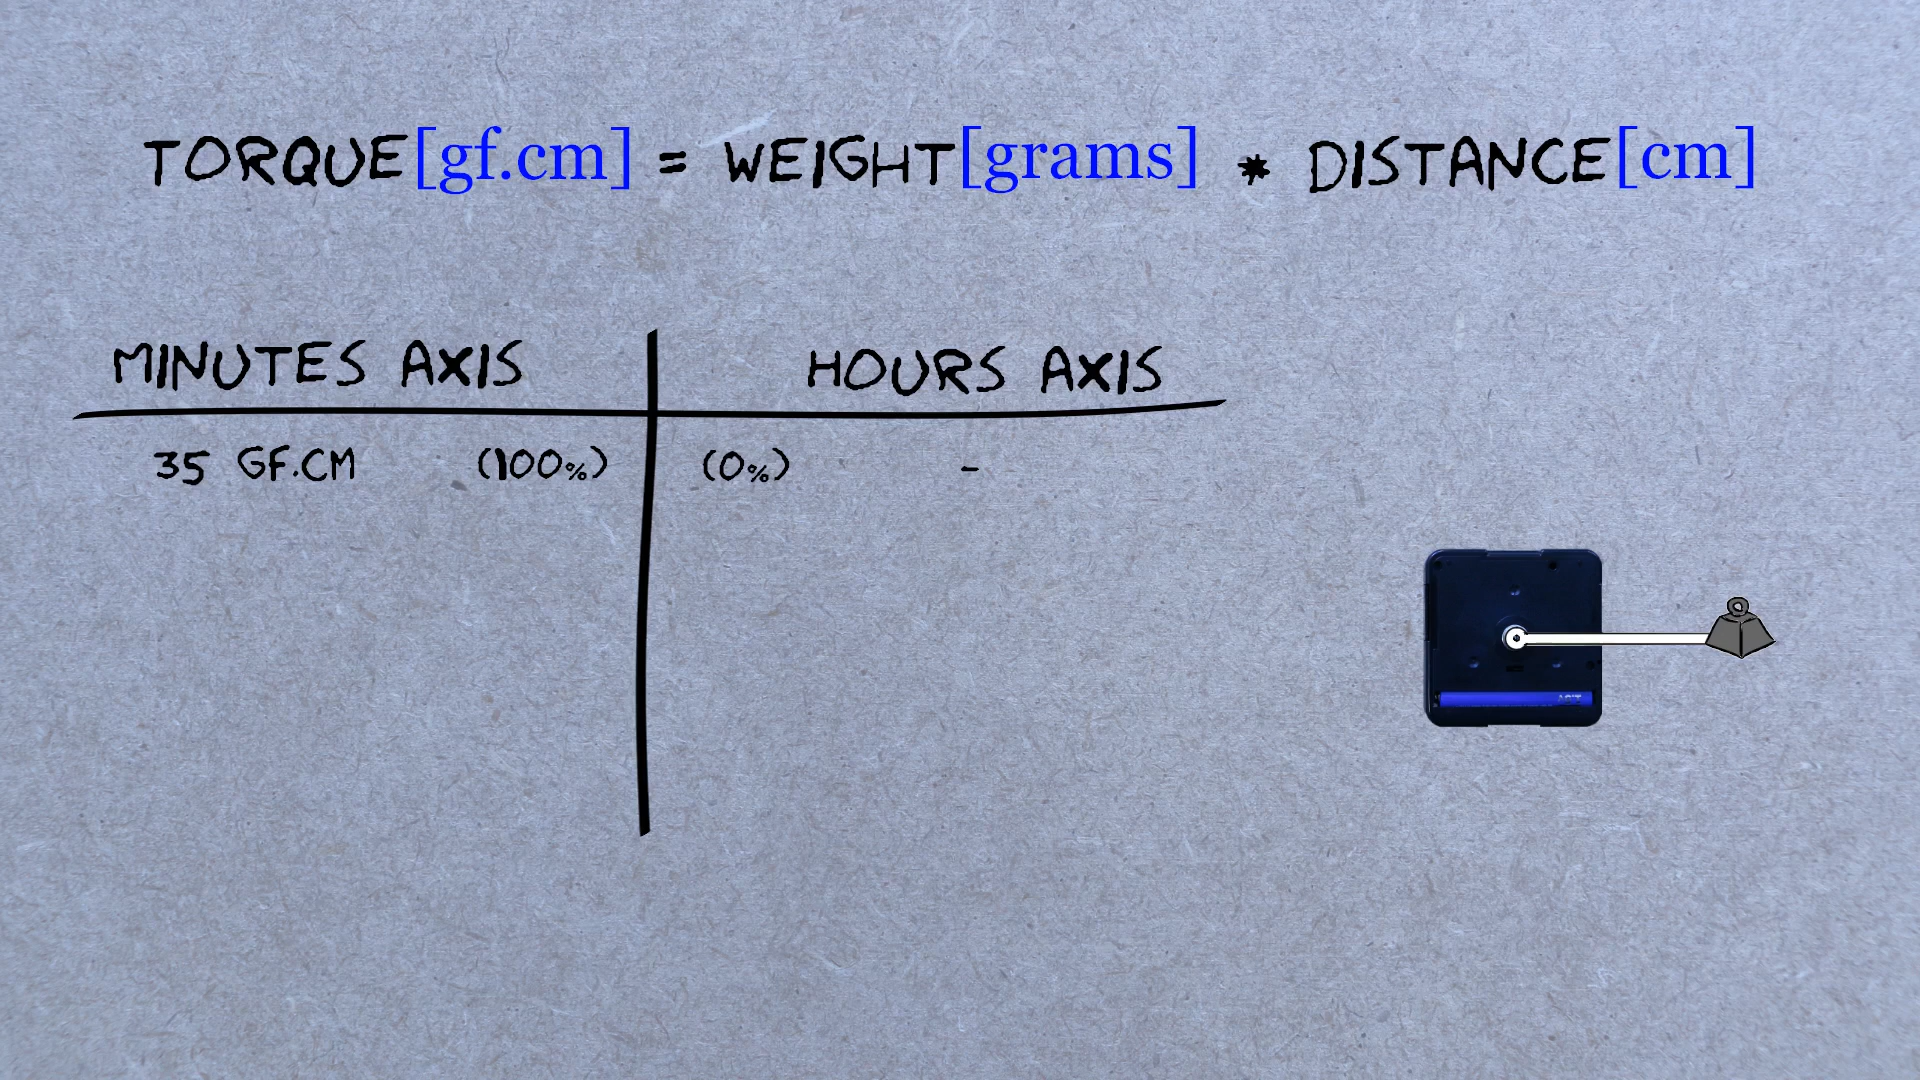 TORQUE[gf.cm] = WEIGHT[grams] * DISTANCE[cm]
MINUTES AXIS HOURS AXIS
35 GF.CM (100%) (0%) -